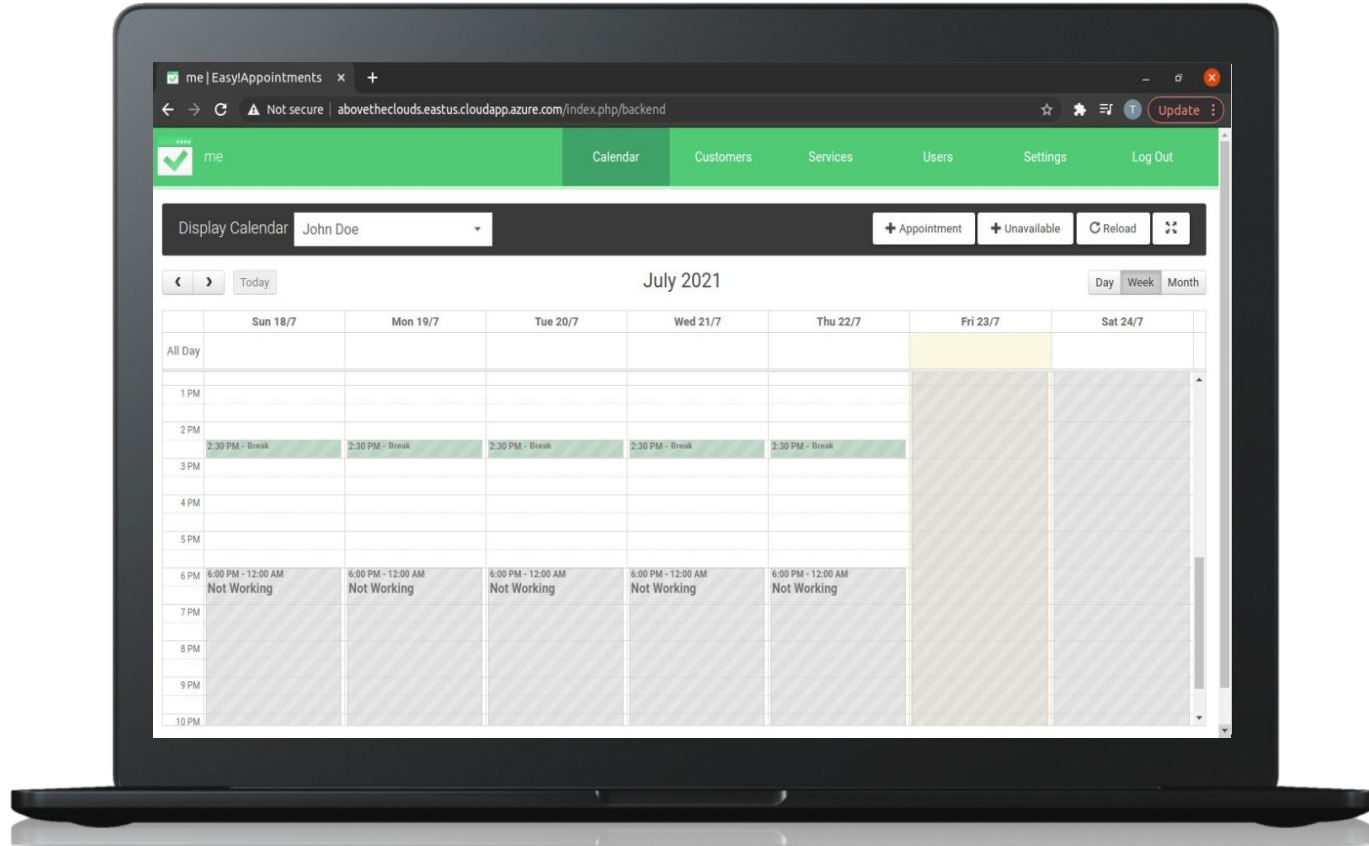 me | Easy!Appointments
Not secure | abovetheclouds.eastus.cloudapp.azure.com/index.php/backend
T Update
me Calendar Customers Services Users Settings Log Out
Display Calendar John Doe + Appointment + Unavailable Reload
Today July 2021 Day Week Month
Sun 18/7 Mon 19/7 Tue 20/7 Wed 21/7 Thu 22/7 Fri 23/7 Sat 24/7
All Day
1 PM
2 PM
2:30 PM - Break 2:30 PM - Break 2:30 PM - Break 2:30 PM - Break 2:30 PM - Break
3 PM
4 PM
5 PM
6 PM 6:00 PM - 12:00 AM 6:00 PM - 12:00 AM 6:00 PM - 12:00 AM 6:00 PM - 12:00 AM 6:00 PM - 12:00 AM
Not Working Not Working Not Working Not Working Not Working
7 PM
8 PM
9 PM
10 PM